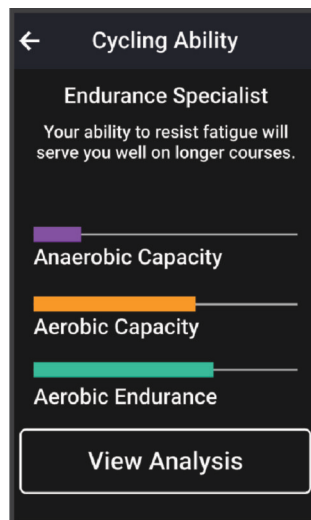 Cycling Ability
Endurance Specialist
Your ability to resist fatigue will
serve you well on longer courses.
Anaerobic Capacity
Aerobic Capacity
Aerobic Endurance
View Analysis